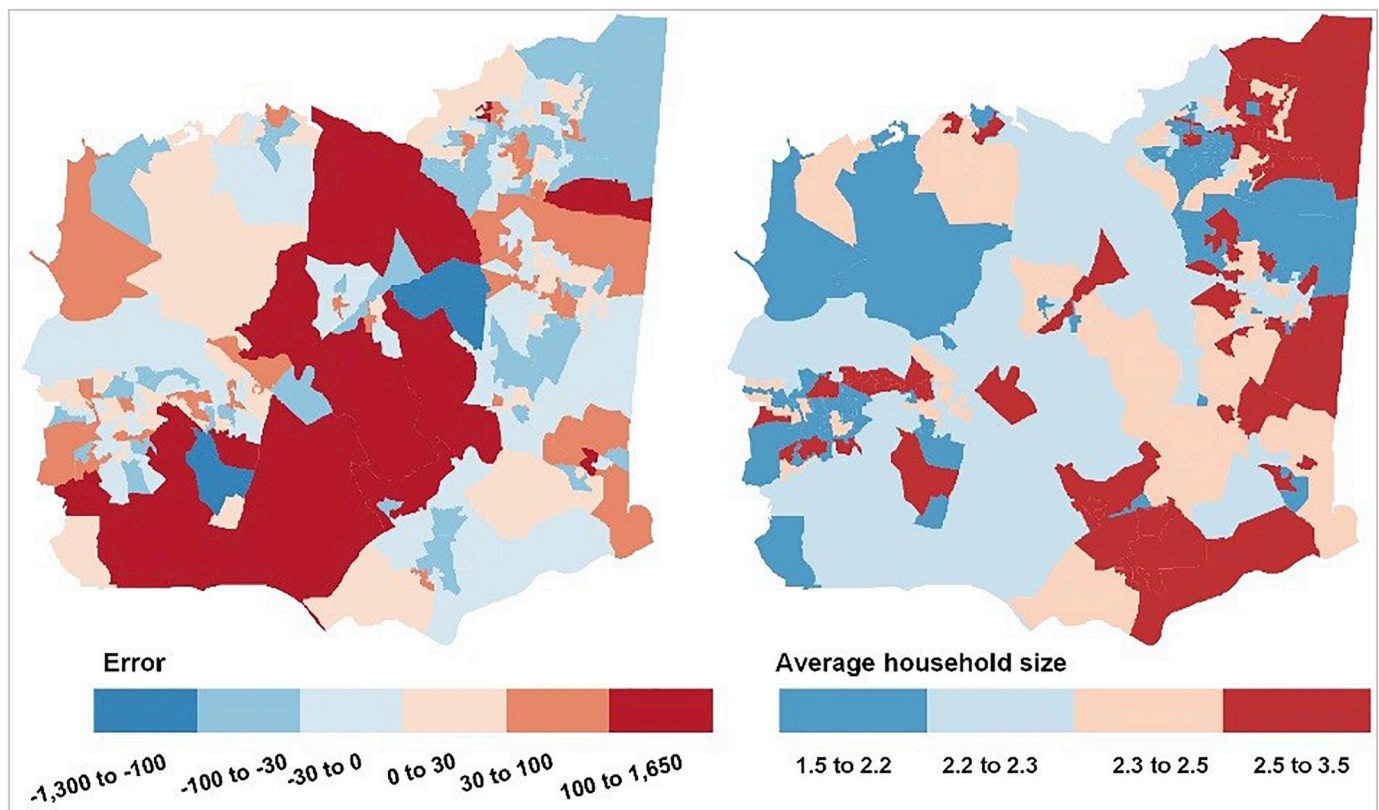 Error
-1,300 to -100
-100 to -30
-30 to 0
0 to 30
30 to 100
100 to 1,650
Average household size
1.5 to 2.2
2.2 to 2.3
2.3 to 2.5
2.5 to 3.5